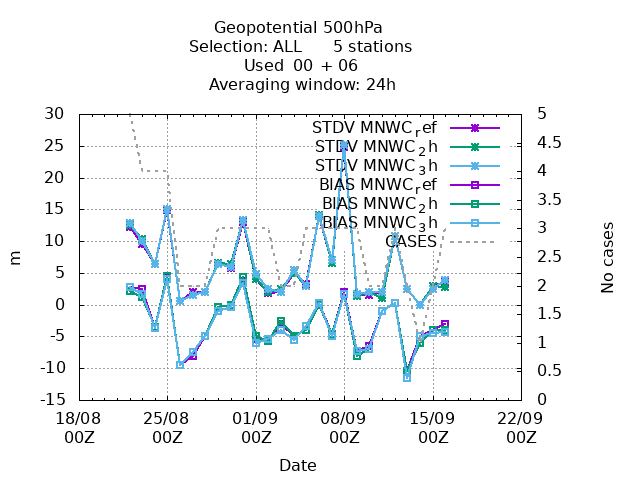 Geopotential 500hPa
Selection: ALL 5 stations
Used 00 + 06
Averaging window: 24h
STDV MNWC_ref
STDV MNWC_2h
STDV MNWC_3h
BIAS MNWC_ref
BIAS MNWC_2h
BIAS MNWC_3h
CASES
30
25
20
15
10
5
0
-5
-10
-15
m
5
4.5
4
3.5
3
2.5
2
1.5
1
0.5
0
No cases
18/08 25/08 01/09 08/09 15/09 22/09
00Z 00Z 00Z 00Z 00Z 00Z
Date